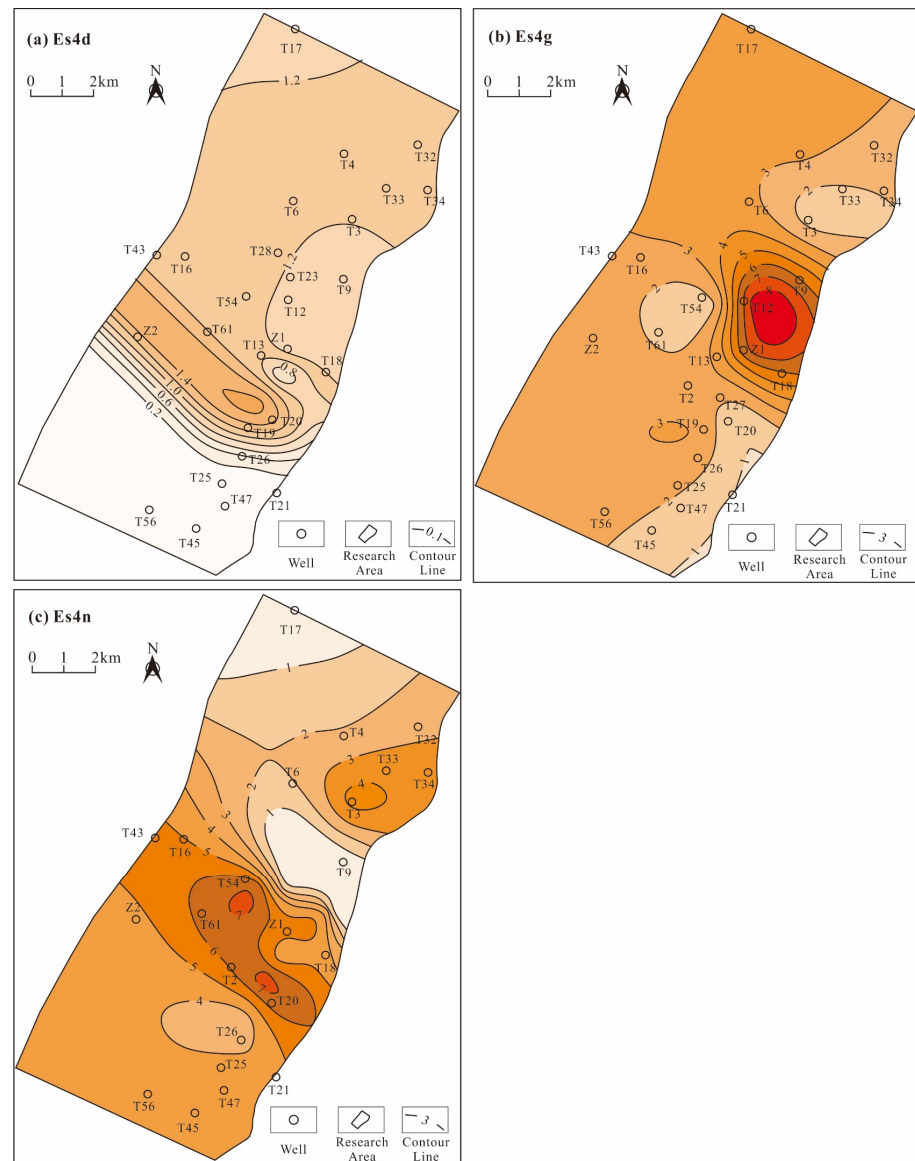 (a) Es4d
T17
N
0 1 2km
1.2
T32
T4
T33
T34
T6
T3
T43
T28
T16
1.2
T23
T9
T54
T12
T61
Z2
Z1
T13
T18
0.8
1.4
1.0
0.6
0.2
T20
T19
T26
T25
T47
T21
T56
T45
0.1
Well
Research
Area
Contour
Line
(b) Es4g
T17
N
0 1 2km
T4
T32
3
2
T33
T34
T6
T3
T43
3
4
5
T16
6
7
T9
2
8
T54
T12
T61
Z2
Z1
T13
T18
T2
T27
3
T19
T20
T26
1
T25
2
T47
T21
T56
T45
1
3
Well
Research
Area
Contour
Line
(c) Es4n
T17
N
0 1 2km
1
2
T4
T32
3
T33
T6
T34
2
4
3
T3
1
4
T43
T16
5
T9
T54
7
Z2
T61
Z1
6
T18
5
T2
7
T20
4
T26
T25
T21
T47
T56
T45
3
Well
Research
Area
Contour
Line